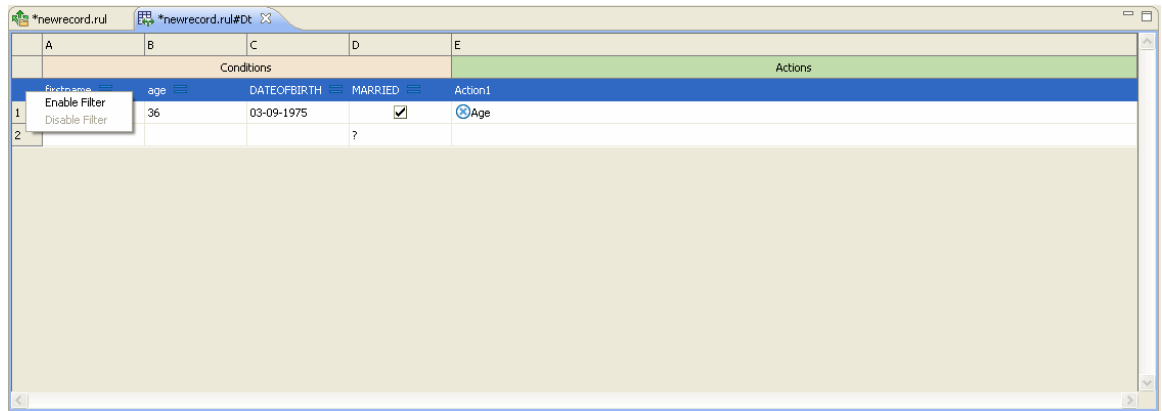 *newrecord.rul *newrecord.rul#Dt
A B C D E
Conditions Actions
firstname age DATEOFBIRTH MARRIED Action1
Enable Filter
1 36 03-09-1975 Age
Disable Filter
2 ?